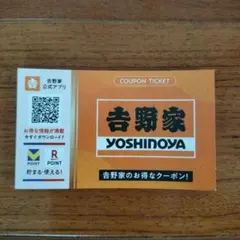 吉野家
公式アプリ
お得な情報が満載
今すぐダウンロード!
V
POINT
R
POINT
貯まる・使える!
COUPON TICKET
吉野家
YOSHINOYA
吉野家のお得なクーポン!